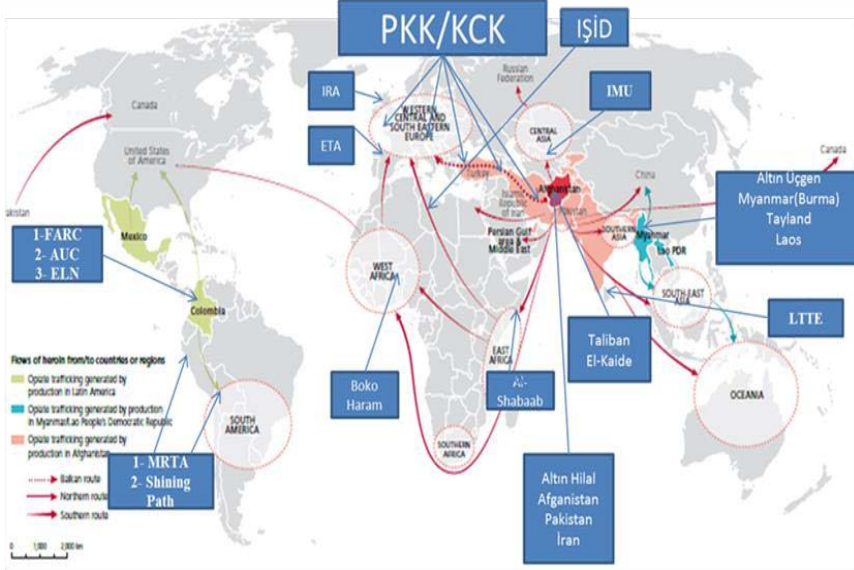 PKK/KCK
IŞİD
IRA
ETA
IMU
Russian
Federation
WESTERN
CENTRAL AND
SOUTH EASTERN
EUROPE
CENTRAL
ASIA
Canada
United States
of America
Canada
akistan
Turkey
Afghanistan
Islamic
Republic
of Iran
Pakistan
China
Altın Üçgen
Myanmar(Burma)
Tayland
Laos
1-FARC
2- AUC
3- ELN
Mexico
Persian Gulf
area &
Middle East
SOUTHERN
ASIA
Myanmar
Lao PDR
WEST
AFRICA
SOUTH-EAST
ASIA
Colombia
LTTE
Taliban
El-Kaide
EAST
AFRICA
Boko
Haram
Al-
Shabaab
OCEANIA
Flows of heroin from/to countries or regions
Opiate trafficking generated by
production in Latin America
Opiate trafficking generated by production
in Myanmar/Lao People's Democratic Republic
Opiate trafficking generated by
production in Afghanistan
Balkan route
Northern route
Southern route
0 1,000 2,000 km
SOUTH
AMERICA
SOUTHERN
AFRICA
1- MRTA
2- Shining
Path
Altın Hilal
Afganistan
Pakistan
İran